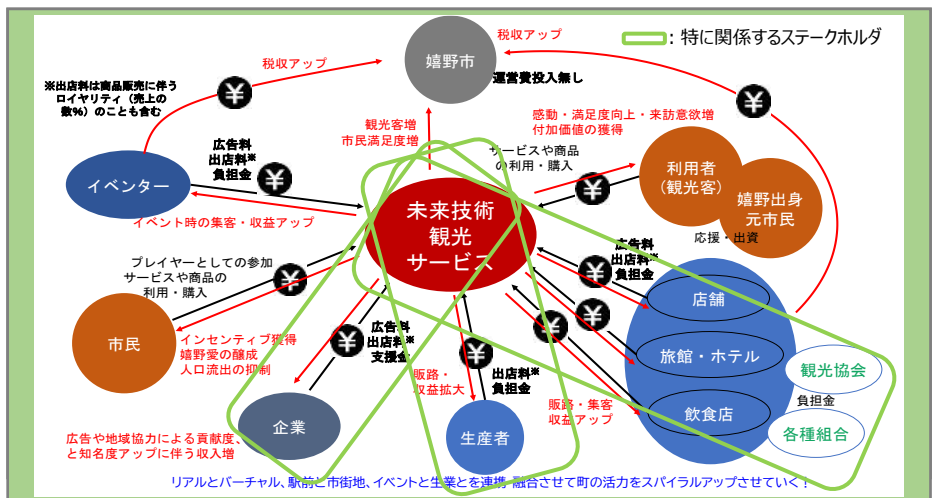 税収アップ
税収アップ
：特に関係するステークホルダ
嬉野市
運営費投入無し
※出店料は商品販売に伴う
ロイヤリティ（売上の
数%）のことも含む
¥
¥
観光客増
市民満足度増
感動・満足度向上・来訪意欲増
付加価値の獲得
サービスや商品
の利用・購入
広告料
出店料※
負担金
¥
¥
イベンター
利用者
（観光客）
嬉野出身
元市民
応援・出資
イベント時の集客・収益アップ
未来技術
観光
サービス
広告料
出店料※
負担金
¥
プレイヤーとしての参加
サービスや商品の
利用・購入
¥
店舗
¥
¥
市民
インセンティブ獲得
嬉野愛の醸成
人口流出の抑制
¥
広告料
出店料※
支援金
¥
出店料※
負担金
販路・
収益拡大
旅館・ホテル
観光協会
負担金
各種組合
飲食店
販路・集客
収益アップ
企業
生産者
広告や地域協力による貢献度、
と知名度アップに伴う収入増
リアルとバーチャル、駅前と市街地、イベントと生業とを連携・融合させて町の活力をスパイラルアップさせていく！